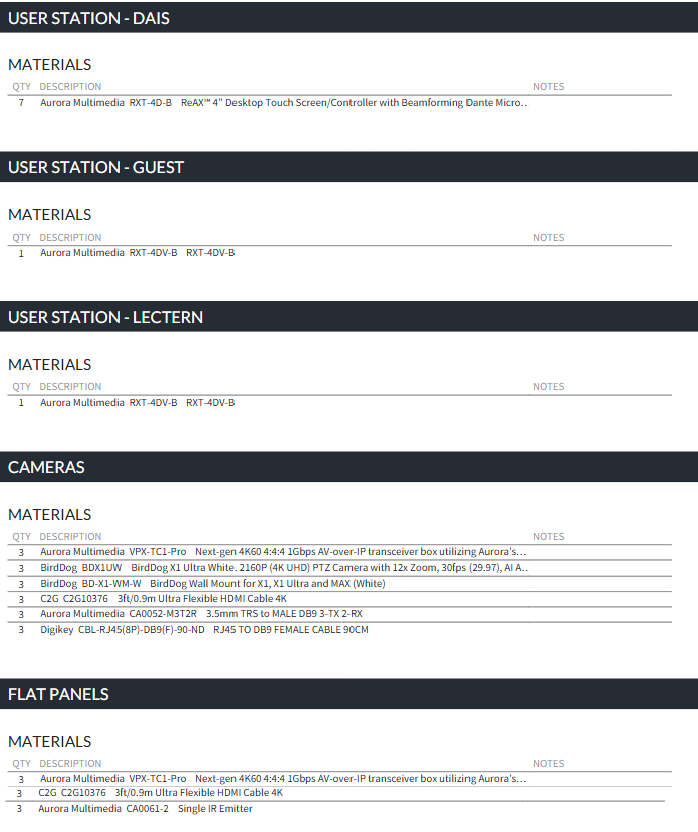 USER STATION - DAIS
MATERIALS
QTY DESCRIPTION NOTES
7 Aurora Multimedia RXT-4D-B ReAX™ 4" Desktop Touch Screen/Controller with Beamforming Dante Micro..
USER STATION - GUEST
MATERIALS
QTY DESCRIPTION NOTES
1 Aurora Multimedia RXT-4DV-B RXT-4DV-B
USER STATION - LECTERN
MATERIALS
QTY DESCRIPTION NOTES
1 Aurora Multimedia RXT-4DV-B RXT-4DV-B
CAMERAS
MATERIALS
QTY DESCRIPTION NOTES
3 Aurora Multimedia VPX-TC1-Pro Next-gen 4K60 4:4:4 1Gbps AV-over-IP transceiver box utilizing Aurora's...
3 BirdDog BDX1UW BirdDog X1 Ultra White. 2160P (4K UHD) PTZ Camera with 12x Zoom, 30fps (29.97), AI A..
3 BirdDog BD-X1-WM-W BirdDog Wall Mount for X1, X1 Ultra and MAX (White)
3 C2G C2G10376 3ft/0.9m Ultra Flexible HDMI Cable 4K
3 Aurora Multimedia CA0052-M3T2R 3.5mm TRS to MALE DB9 3-TX 2-RX
3 Digikey CBL-RJ45(8P)-DB9(F)-90-ND RJ45 TO DB9 FEMALE CABLE 90CM
FLAT PANELS
MATERIALS
QTY DESCRIPTION NOTES
3 Aurora Multimedia VPX-TC1-Pro Next-gen 4K60 4:4:4 1Gbps AV-over-IP transceiver box utilizing Aurora's...
3 C2G C2G10376 3ft/0.9m Ultra Flexible HDMI Cable 4K
3 Aurora Multimedia CA0061-2 Single IR Emitter